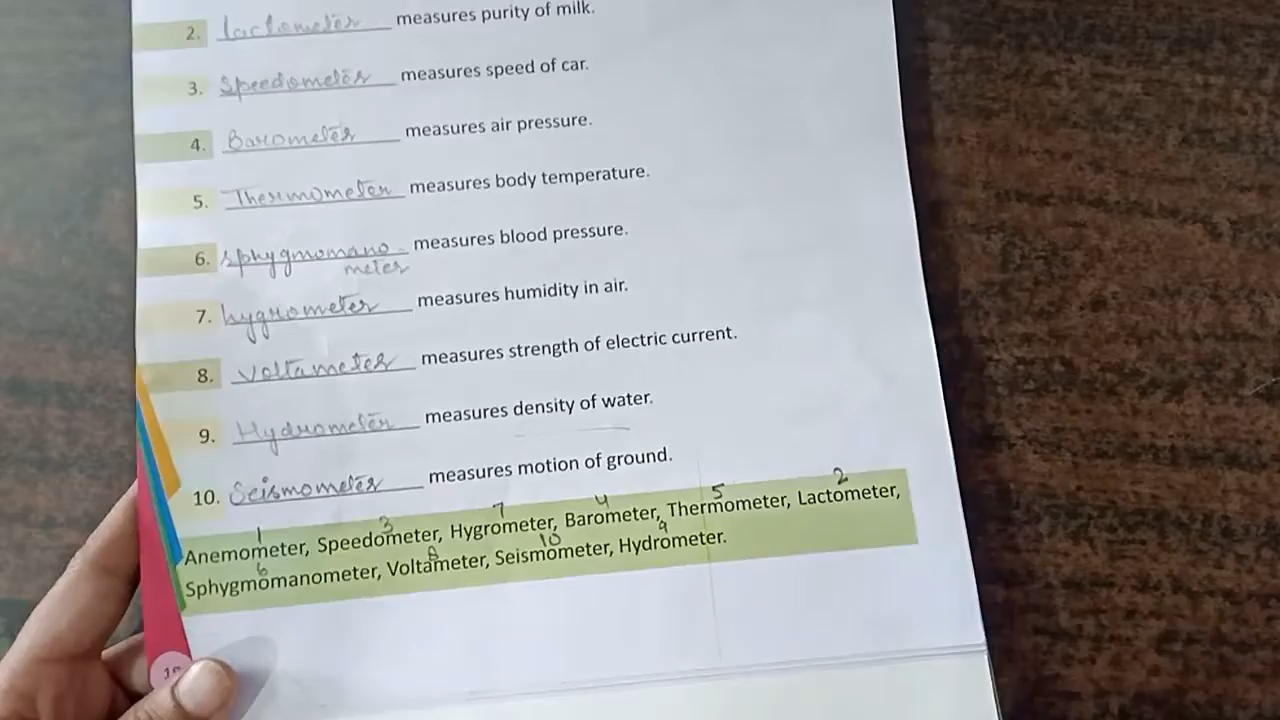 2. lactometer measures purity of milk.
3. Speedometer measures speed of car.
4. Barometer measures air pressure.
5. Thermometer measures body temperature.
6. sphygmomano- measures blood pressure.
meter
7. hygrometer measures humidity in air.
8. voltameter measures strength of electric current.
9. Hydrometer measures density of water.
10. Seismometer measures motion of ground.
1 3 7 4 5 2
Anemometer, Speedometer, Hygrometer, Barometer, Thermometer, Lactometer,
6 8 10 9
Sphygmomanometer, Voltameter, Seismometer, Hydrometer.